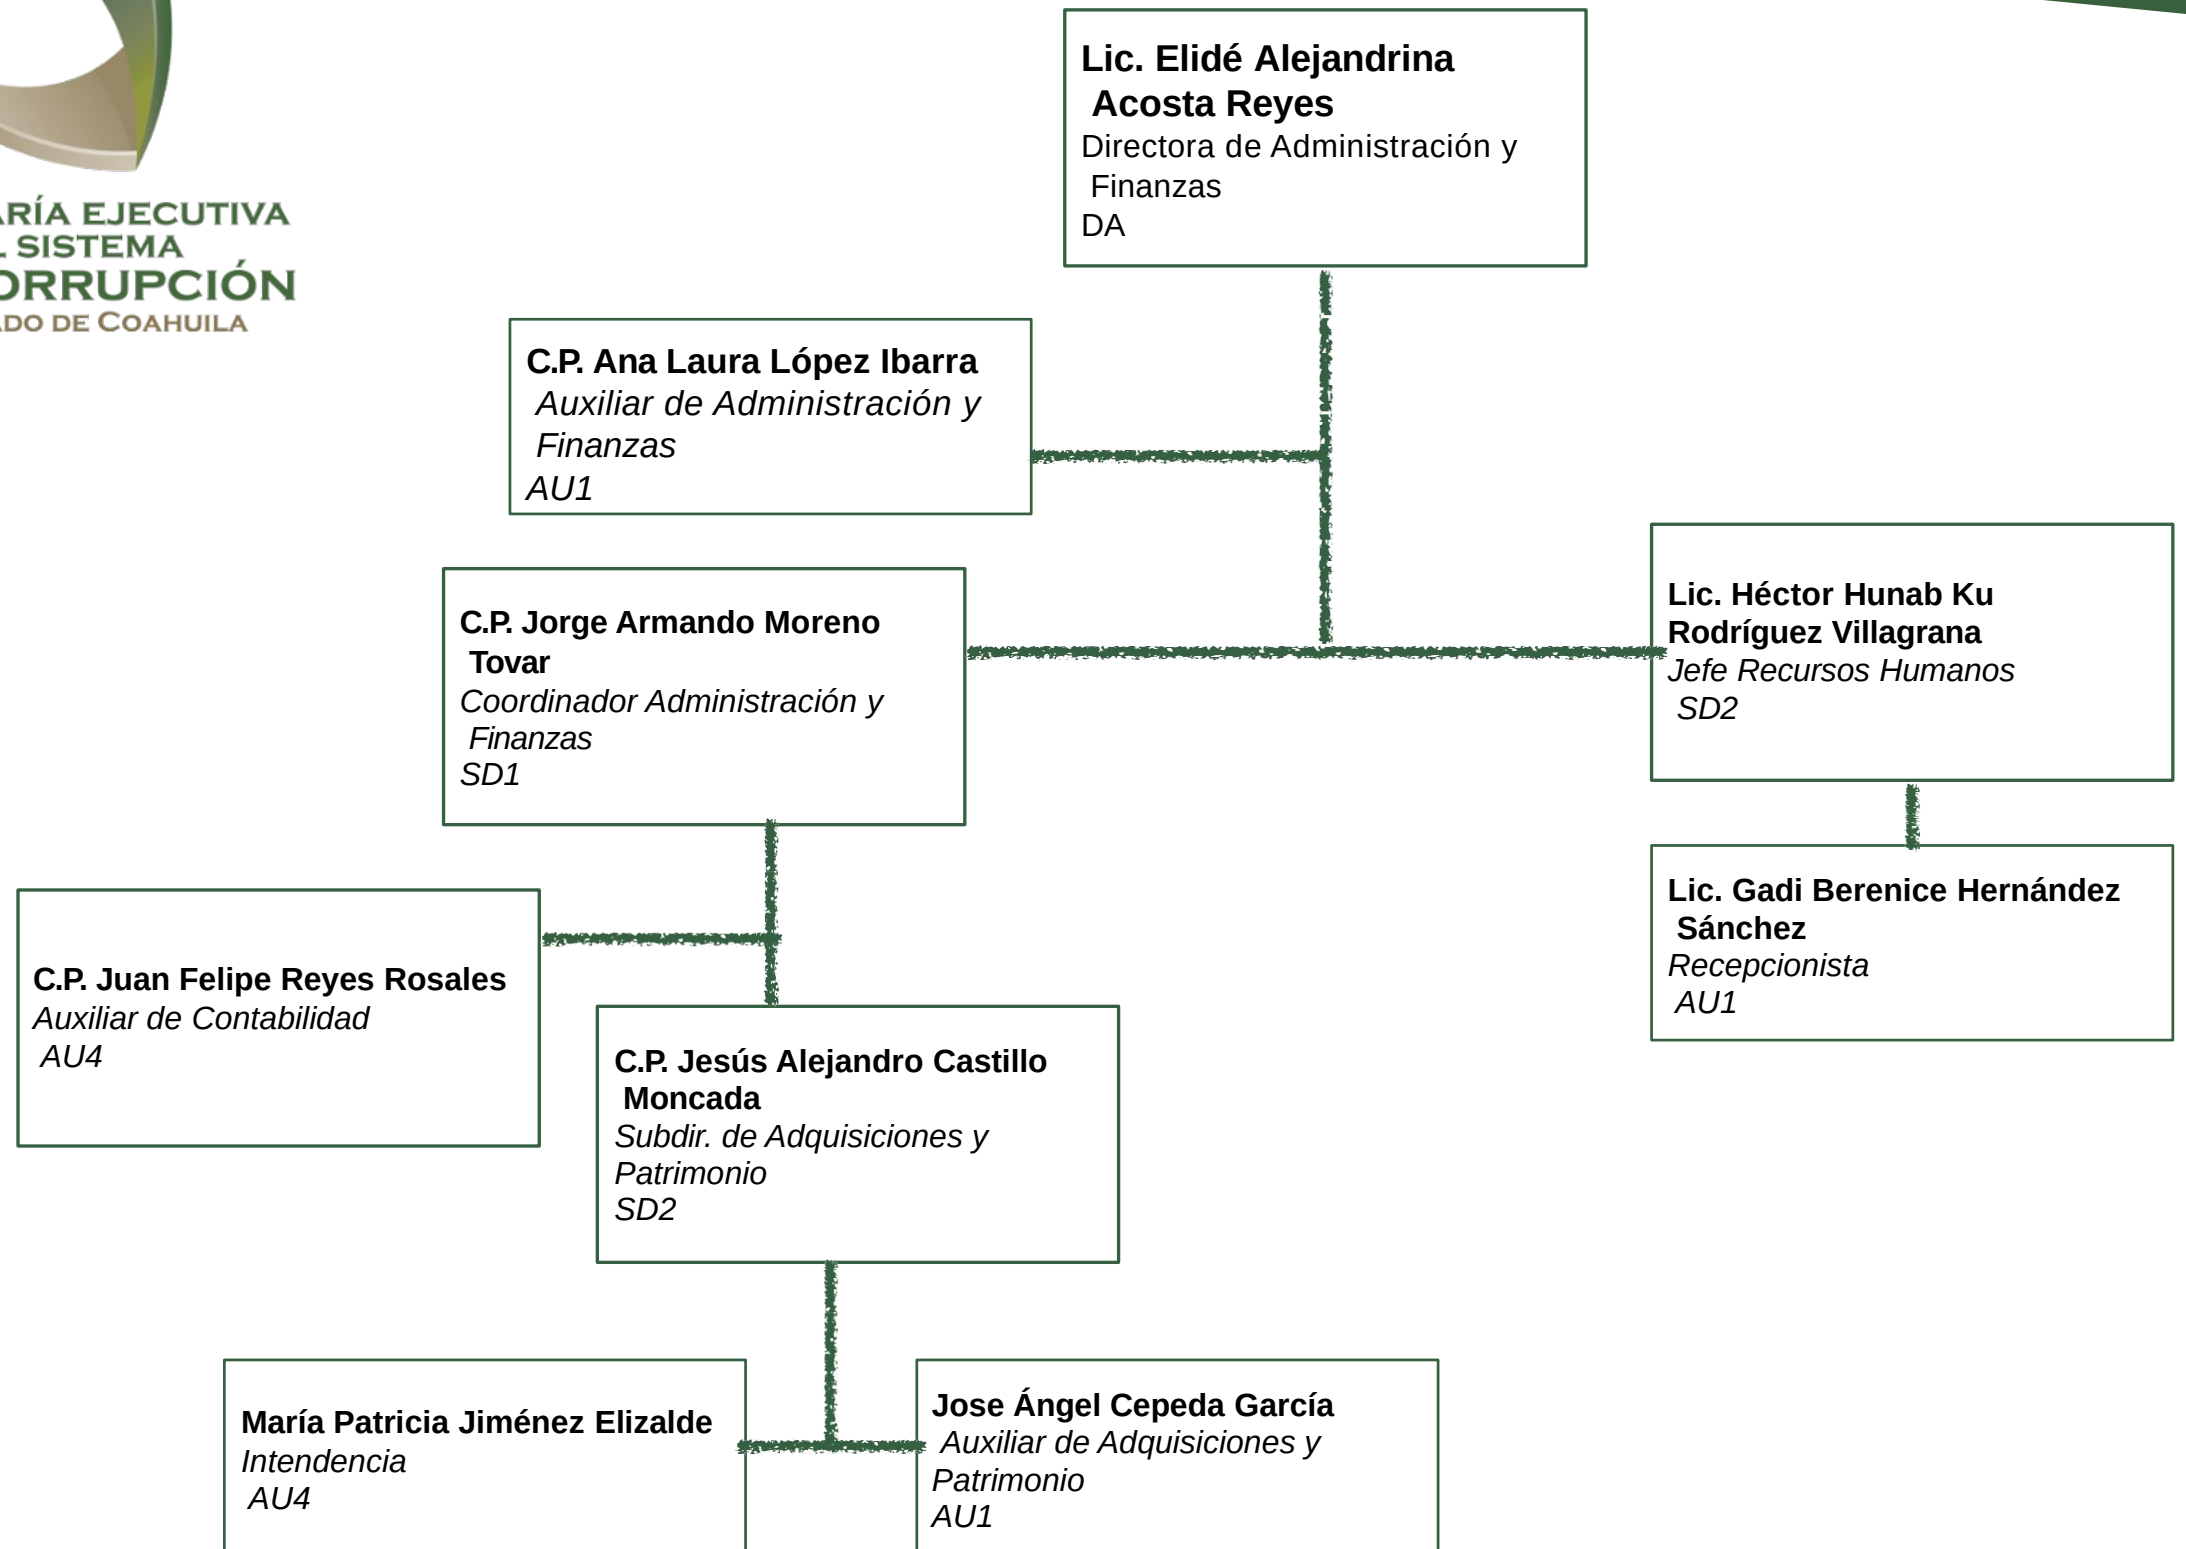 ARÍA EJECUTIVA
L SISTEMA
ORRUPCIÓN
ADO DE COAHUILA
Lic. Elidé Alejandrina
Acosta Reyes
Directora de Administración y
Finanzas
DA
C.P. Ana Laura López Ibarra
Auxiliar de Administración y
Finanzas
AU1
C.P. Jorge Armando Moreno
Tovar
Coordinador Administración y
Finanzas
SD1
Lic. Héctor Hunab Ku
Rodríguez Villagrana
Jefe Recursos Humanos
SD2
Lic. Gadi Berenice Hernández
Sánchez
Recepcionista
AU1
C.P. Juan Felipe Reyes Rosales
Auxiliar de Contabilidad
AU4
C.P. Jesús Alejandro Castillo
Moncada
Subdir. de Adquisiciones y
Patrimonio
SD2
María Patricia Jiménez Elizalde
Intendencia
AU4
Jose Ángel Cepeda García
Auxiliar de Adquisiciones y
Patrimonio
AU1